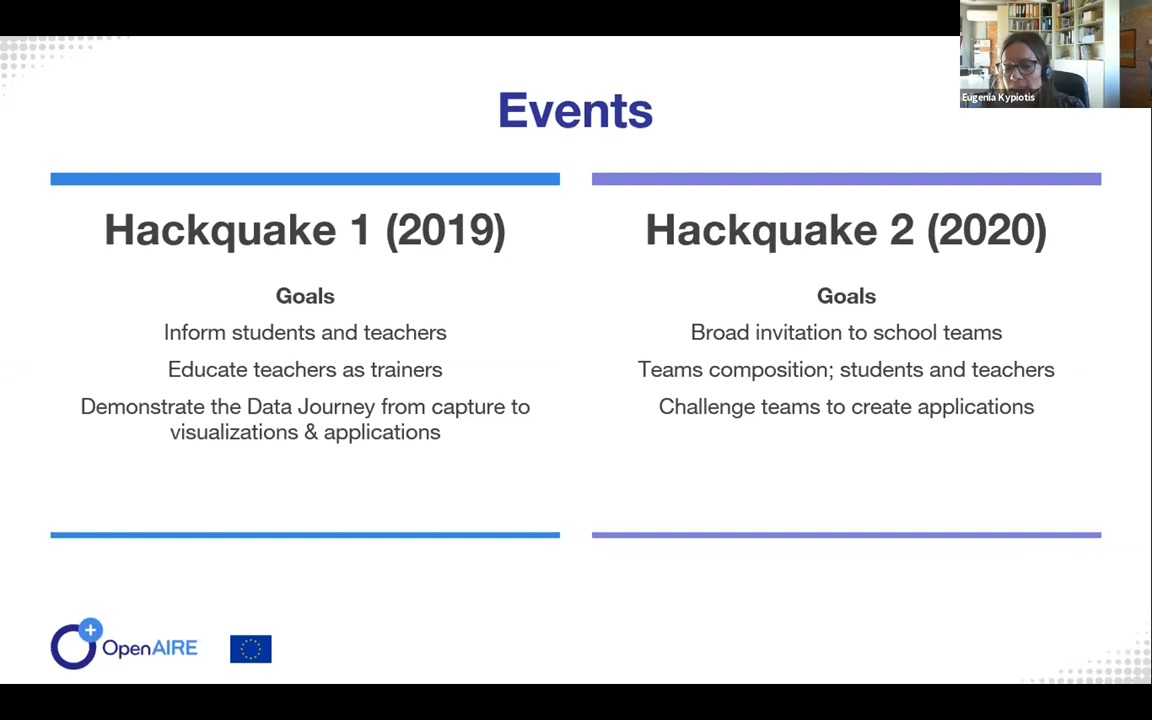 Eugenia Kypiotis
Events
Hackquake 1 (2019)
Goals
Inform students and teachers
Educate teachers as trainers
Demonstrate the Data Journey from capture to
visualizations & applications
Hackquake 2 (2020)
Goals
Broad invitation to school teams
Teams composition; students and teachers
Challenge teams to create applications
OpenAIRE